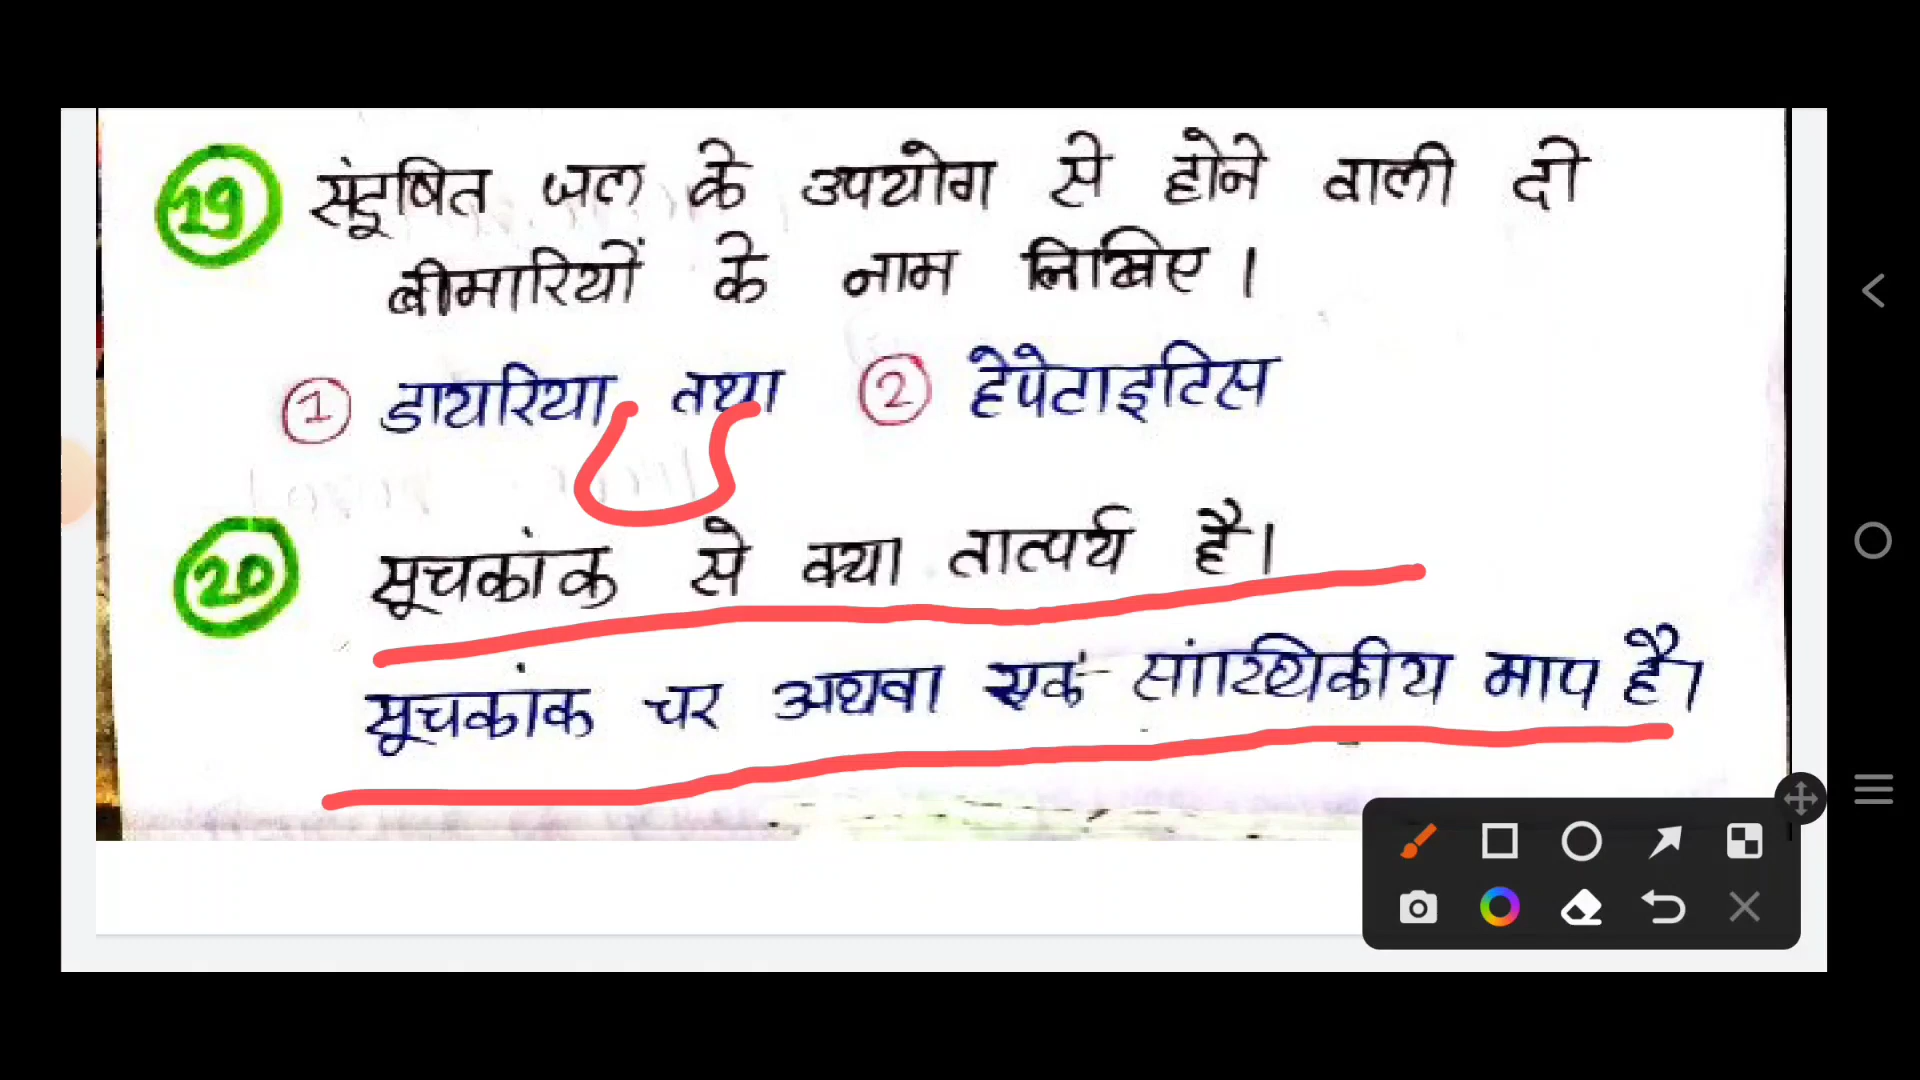 19 संदूषित जल के उपयोग से होने वाली दो
बीमारियों के नाम लिखिए।
1 डायरिया तथा 2 हेपेटाइटिस
20 सूचकांक से क्या तात्पर्य है।
सूचकांक चर अथवा एक सांख्यिकीय माप है।